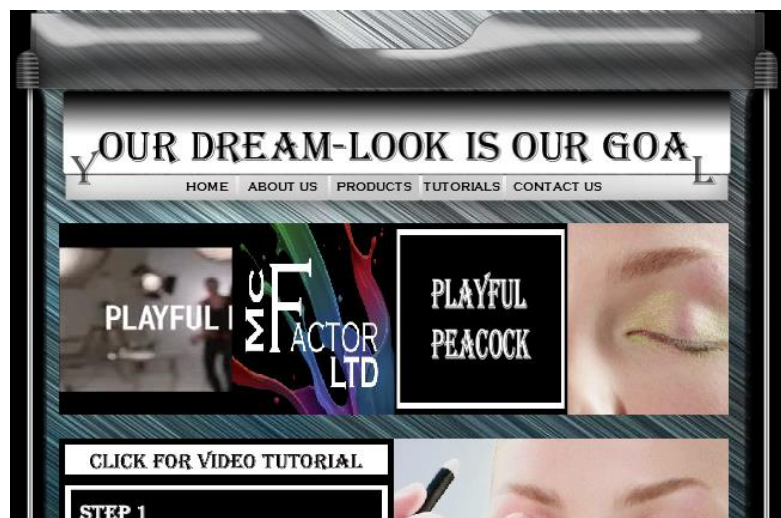 YOUR DREAM-LOOK IS OUR GOAL
HOME ABOUT US PRODUCTS TUTORIALS CONTACT US
PLAYFUL
MC FACTOR
LTD
PLAYFUL
PEACOCK
CLICK FOR VIDEO TUTORIAL
STEP 1